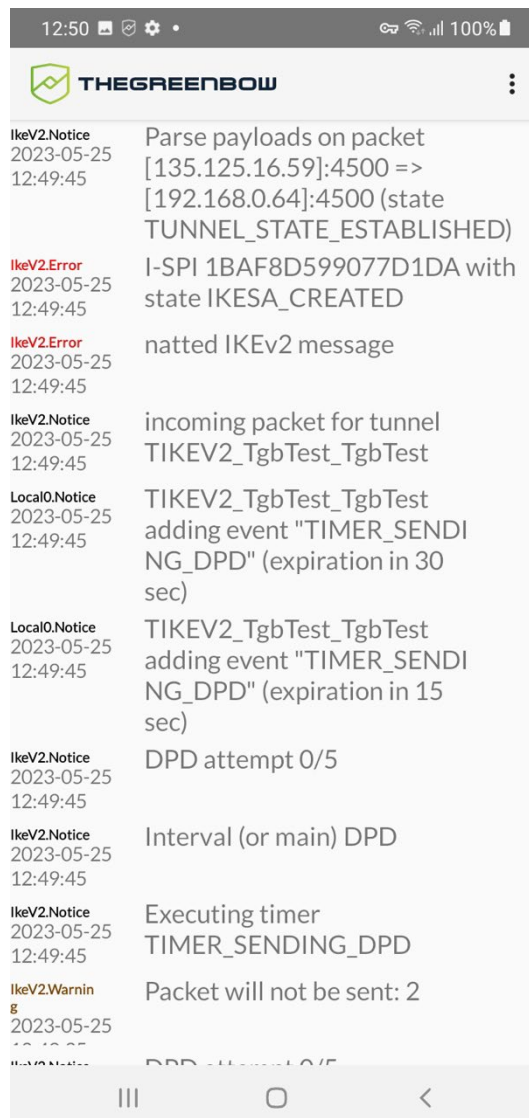 12:50
100%
THEGREENBOW
IkeV2.Notice
2023-05-25
12:49:45
Parse payloads on packet
[135.125.16.59]:4500 =>
[192.168.0.64]:4500 (state
TUNNEL_STATE_ESTABLISHED)
IkeV2.Error
2023-05-25
12:49:45
I-SPI 1BAF8D599077D1DA with
state IKESA_CREATED
IkeV2.Error
2023-05-25
12:49:45
natted IKEv2 message
IkeV2.Notice
2023-05-25
12:49:45
incoming packet for tunnel
TIKEV2_TgbTest_TgbTest
Local0.Notice
2023-05-25
12:49:45
TIKEV2_TgbTest_TgbTest
adding event "TIMER_SENDI
NG_DPD" (expiration in 30
sec)
Local0.Notice
2023-05-25
12:49:45
TIKEV2_TgbTest_TgbTest
adding event "TIMER_SENDI
NG_DPD" (expiration in 15
sec)
IkeV2.Notice
2023-05-25
12:49:45
DPD attempt 0/5
IkeV2.Notice
2023-05-25
12:49:45
Interval (or main) DPD
IkeV2.Notice
2023-05-25
12:49:45
Executing timer
TIMER_SENDING_DPD
IkeV2.Warnin
g
2023-05-25
Packet will not be sent: 2
DPD attempt 0/5